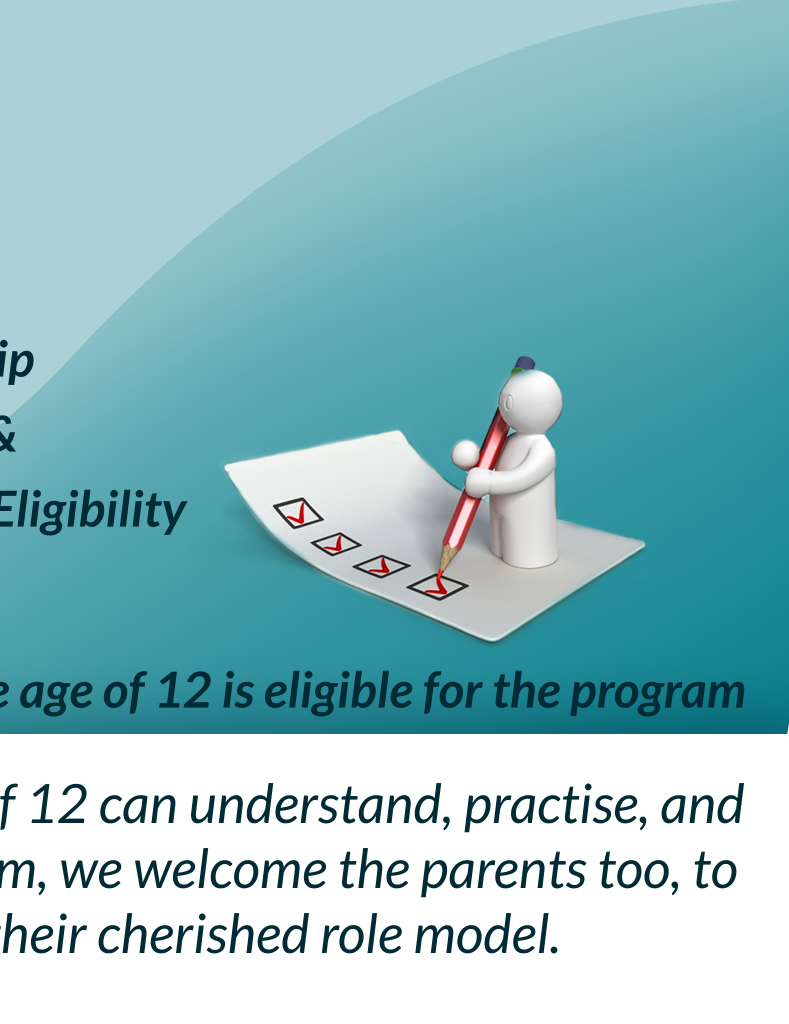 ip
&
Eligibility
e age of 12 is eligible for the program
f 12 can understand, practise, and
m, we welcome the parents too, to
heir cherished role model.